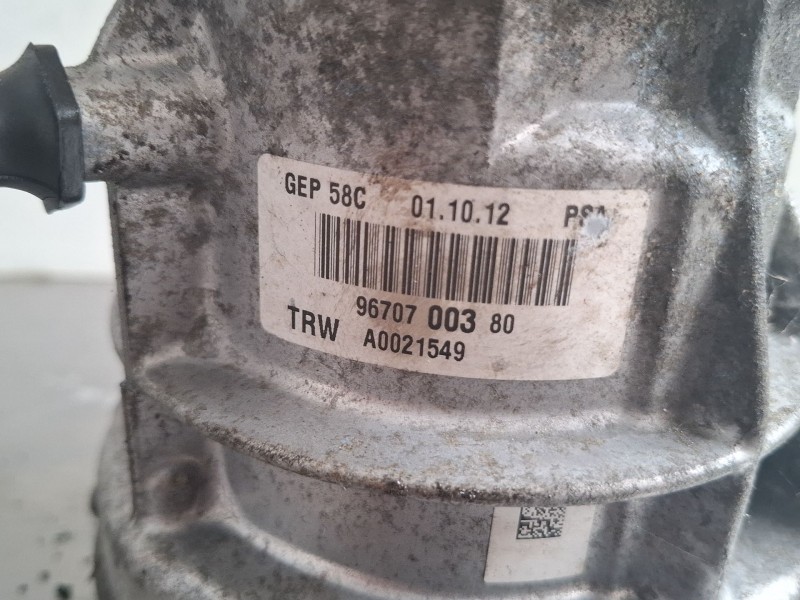 GEP 58C 01.10.12 PSA
96707 003 80
TRW A0021549